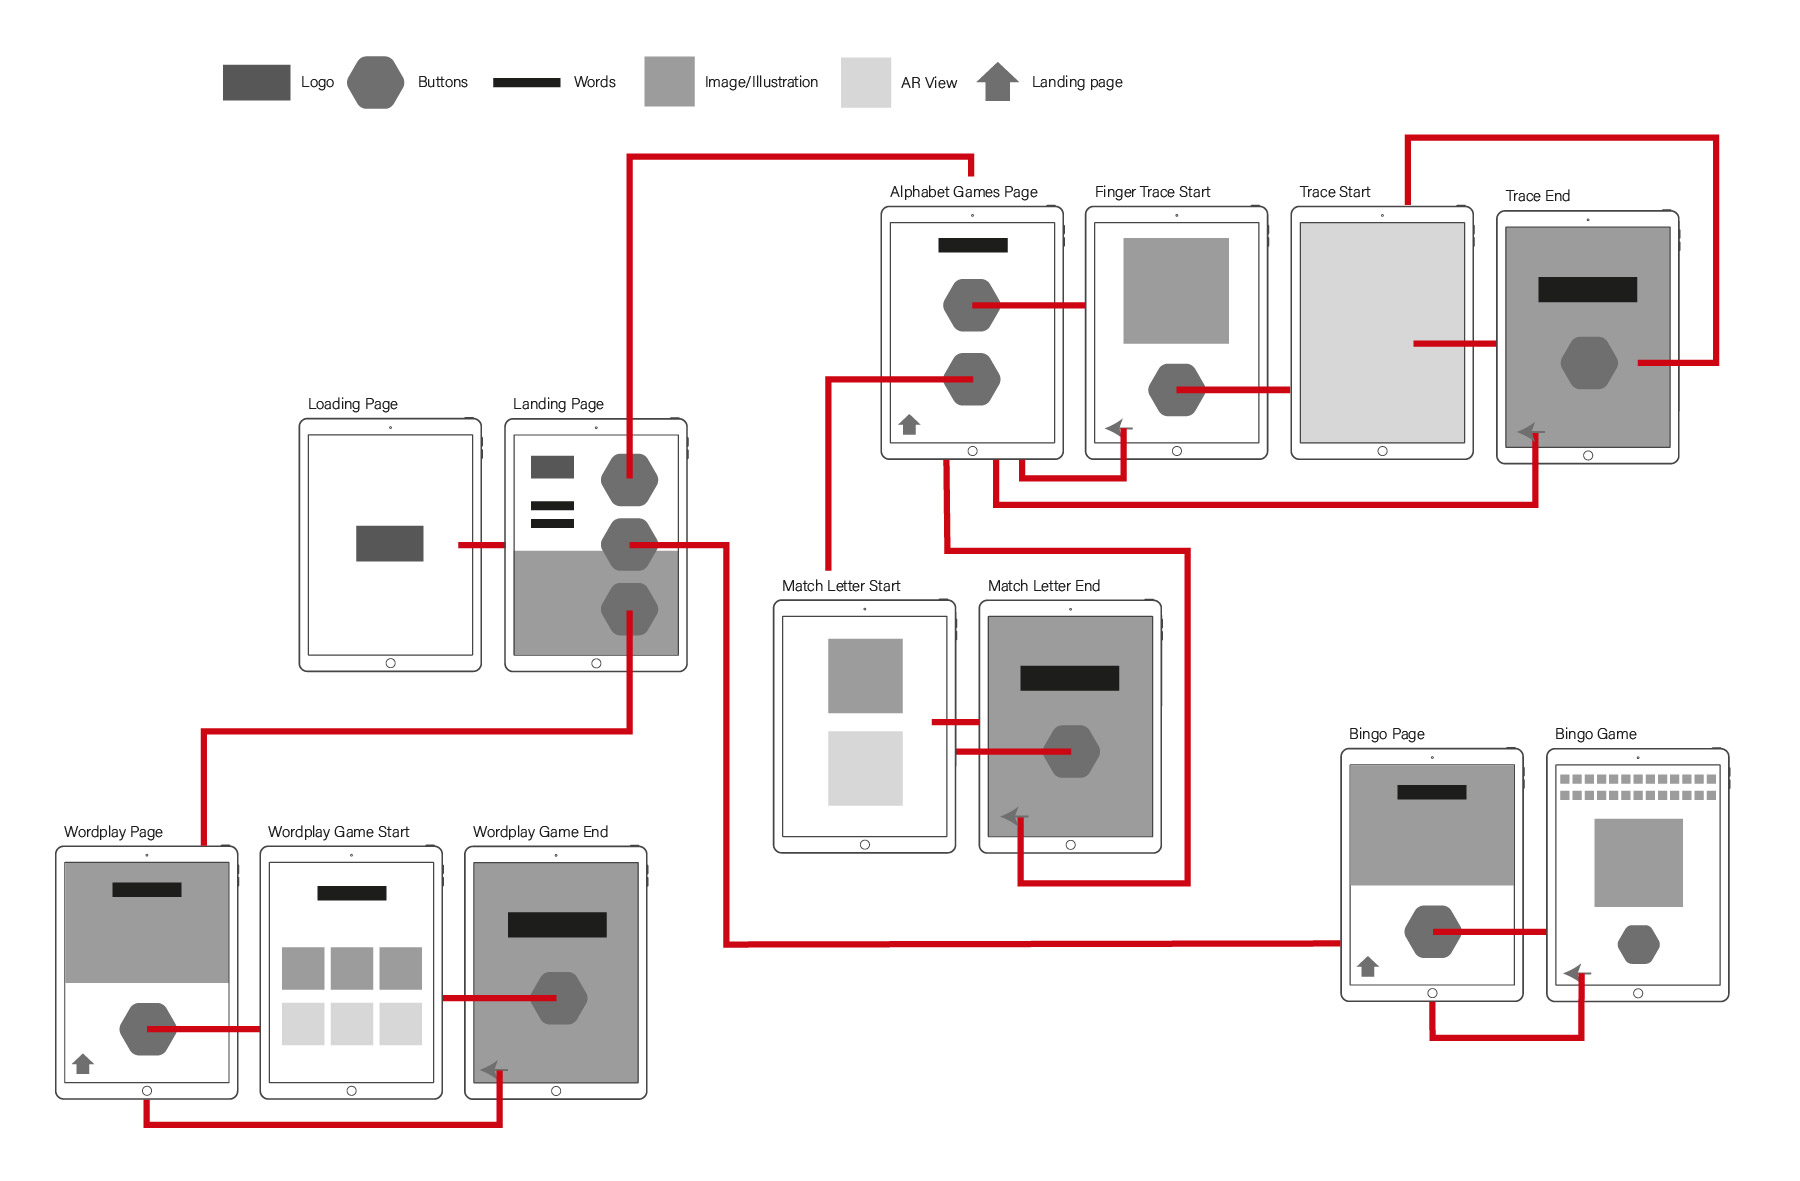 Logo
Buttons
Words
Image/Illustration
AR View
Landing page
Alphabet Games Page
Finger Trace Start
Trace Start
Trace End
Loading Page
Landing Page
Match Letter Start
Match Letter End
Bingo Page
Bingo Game
Wordplay Page
Wordplay Game Start
Wordplay Game End